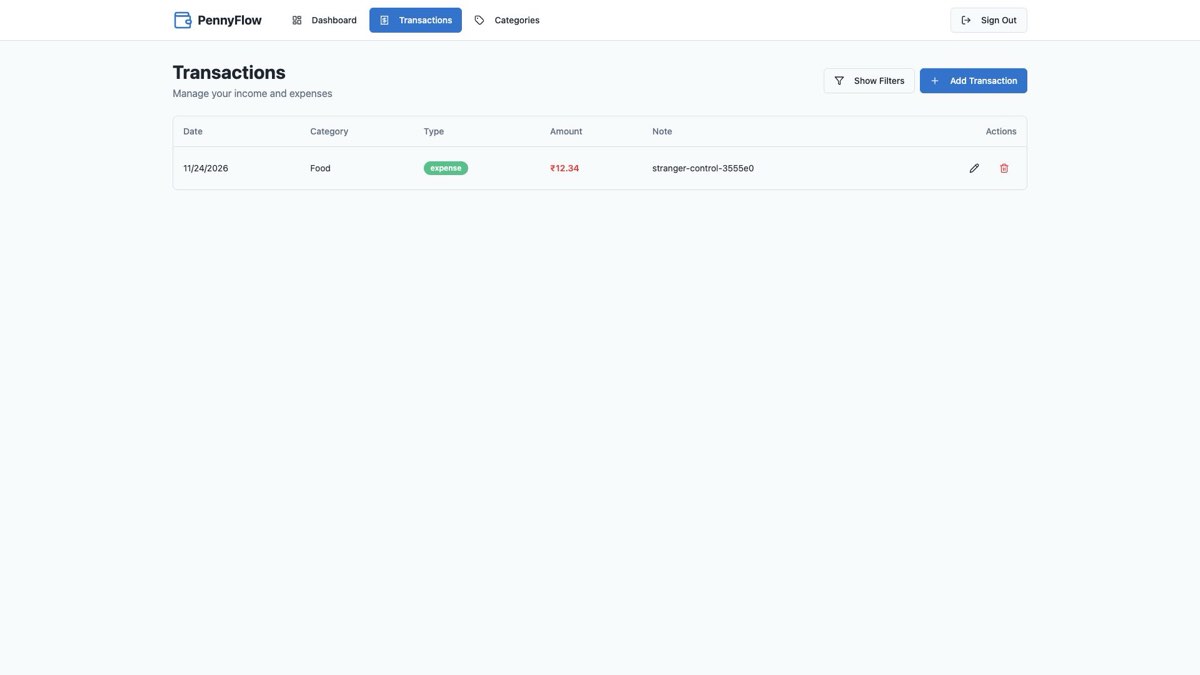 PennyFlow Dashboard Transactions Categories Sign Out
Transactions
Manage your income and expenses
Show Filters Add Transaction
Date Category Type Amount Note Actions
11/24/2026 Food expense ₹12.34 stranger-control-3555e0